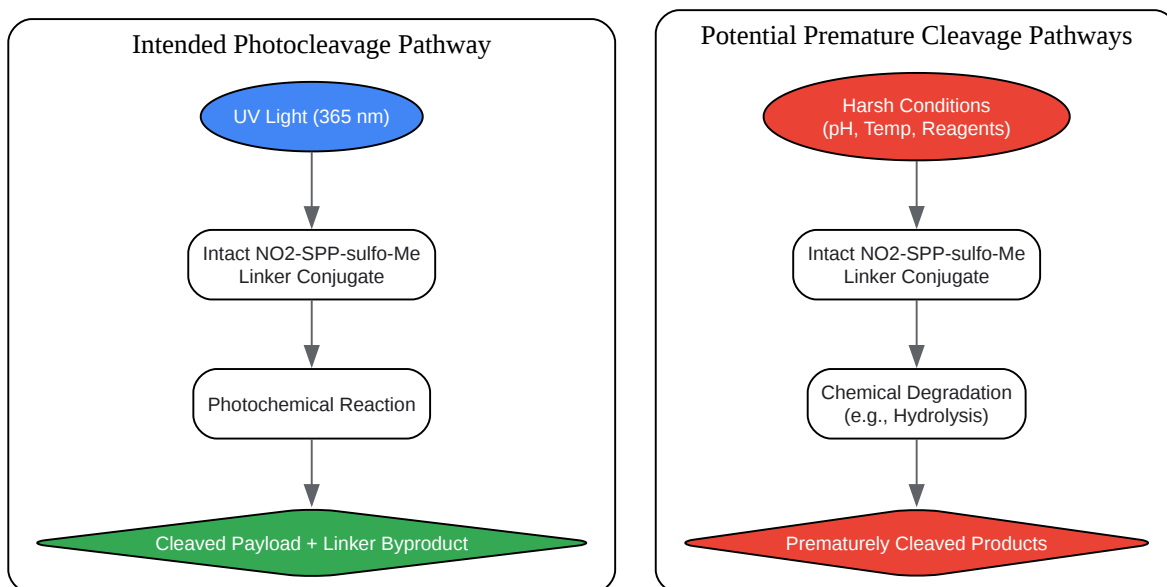 Intended Photocleavage Pathway
UV Light (365 nm)
Intact NO2-SPP-sulfo-Me
Linker Conjugate
Photochemical Reaction
Cleaved Payload + Linker Byproduct
Potential Premature Cleavage Pathways
Harsh Conditions
(pH, Temp, Reagents)
Intact NO2-SPP-sulfo-Me
Linker Conjugate
Chemical Degradation
(e.g., Hydrolysis)
Prematurely Cleaved Products